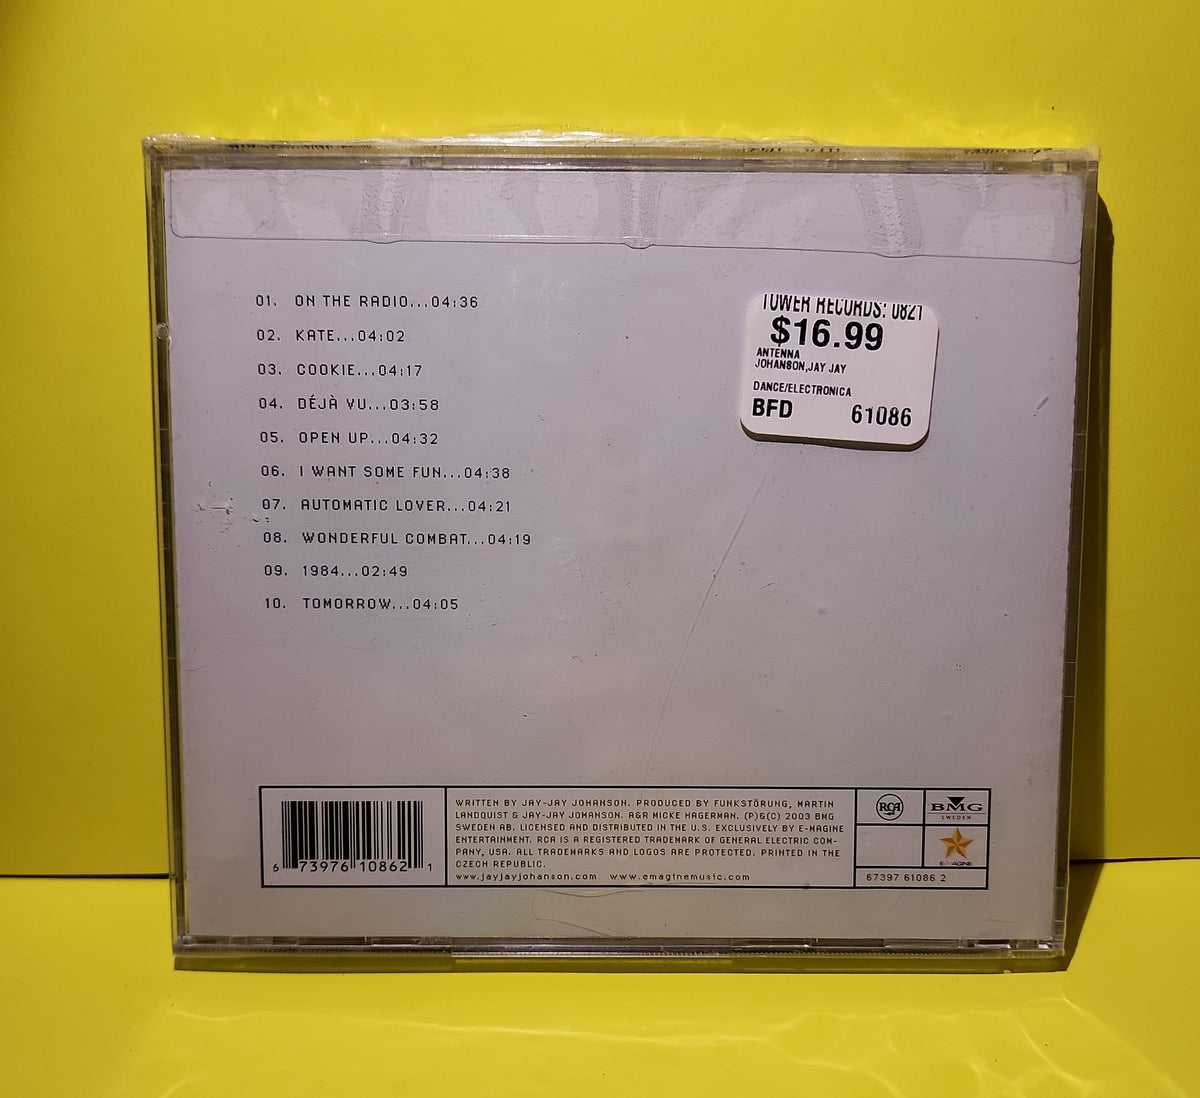 01. ON THE RADIO...04:36
02. KATE...04:02
03. COOKIE...04:17
04. DÉJÀ VU...03:58
05. OPEN UP...04:32
06. I WANT SOME FUN...04:38
07. AUTOMATIC LOVER...04:21
08. WONDERFUL COMBAT...04:19
09. 1984...02:49
10. TOMORROW...04:05
TOWER RECORDS: 0821
$16.99
ANTENNA
JOHANSON,JAY JAY
DANCE/ELECTRONICA
BFD 61086
6 73976 10862 1
WRITTEN BY JAY-JAY JOHANSON. PRODUCED BY FUNKSTÖRUNG, MARTIN
LANDQUIST & JAY-JAY JOHANSON. A&R MICKE HAGERMAN. (P)&(C) 2003 BMG
SWEDEN AB. LICENSED AND DISTRIBUTED IN THE U.S. EXCLUSIVELY BY E-MAGINE
ENTERTAINMENT. RCA IS A REGISTERED TRADEMARK OF GENERAL ELECTRIC COM-
PANY, USA. ALL TRADEMARKS AND LOGOS ARE PROTECTED. PRINTED IN THE
CZECH REPUBLIC.
www.jayjayjohanson.com www.emaginemusic.com
RCA
BMG
SWEDEN
E-MAGINE
67397 61086 2